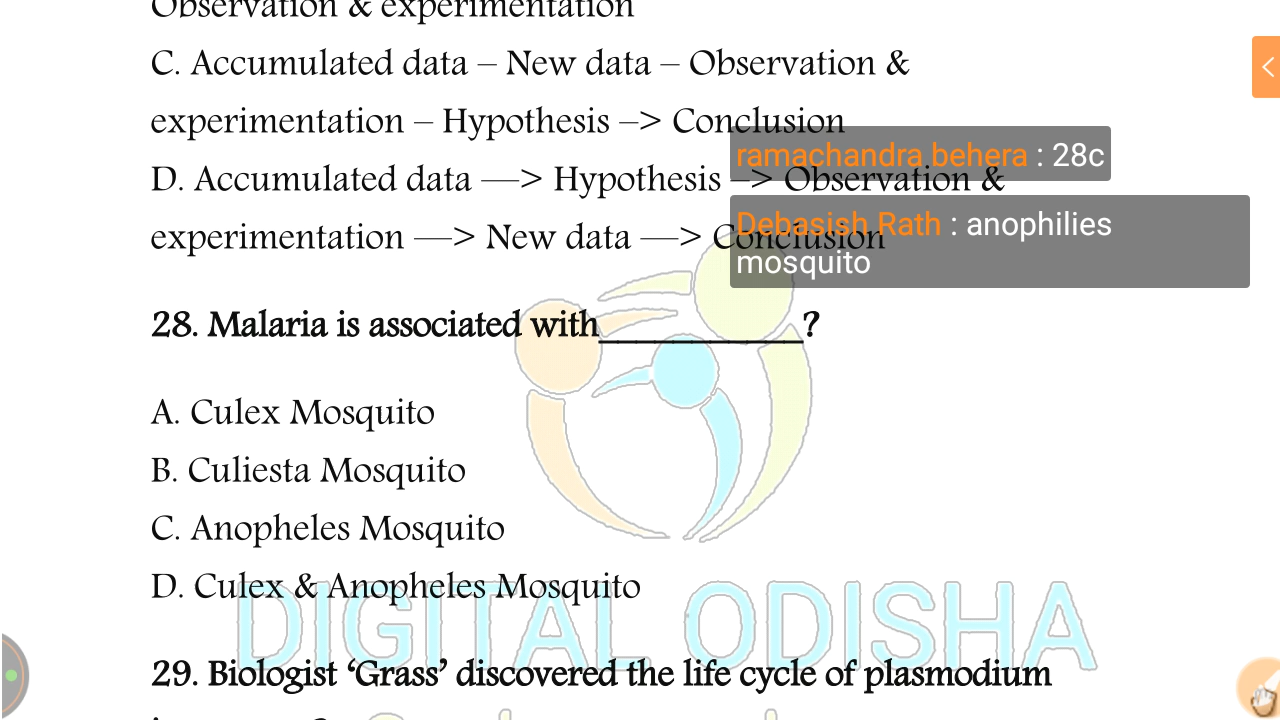 Observation & experimentation
C. Accumulated data – New data – Observation &
experimentation – Hypothesis –> Conclusion
ramachandra behera : 28c
D. Accumulated data —> Hypothesis –> Observation &
Debasish Rath : anophilies
experimentation —> New data —> Conclusion
mosquito
28. Malaria is associated with___________?
A. Culex Mosquito
B. Culiesta Mosquito
C. Anopheles Mosquito
D. Culex & Anopheles Mosquito
DIGITAL ODISHA
29. Biologist ‘Grass’ discovered the life cycle of plasmodium